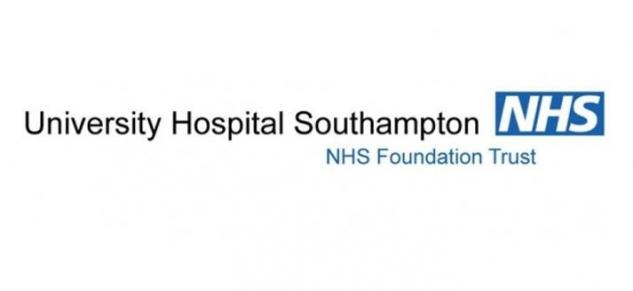 University Hospital Southampton NHS
NHS Foundation Trust